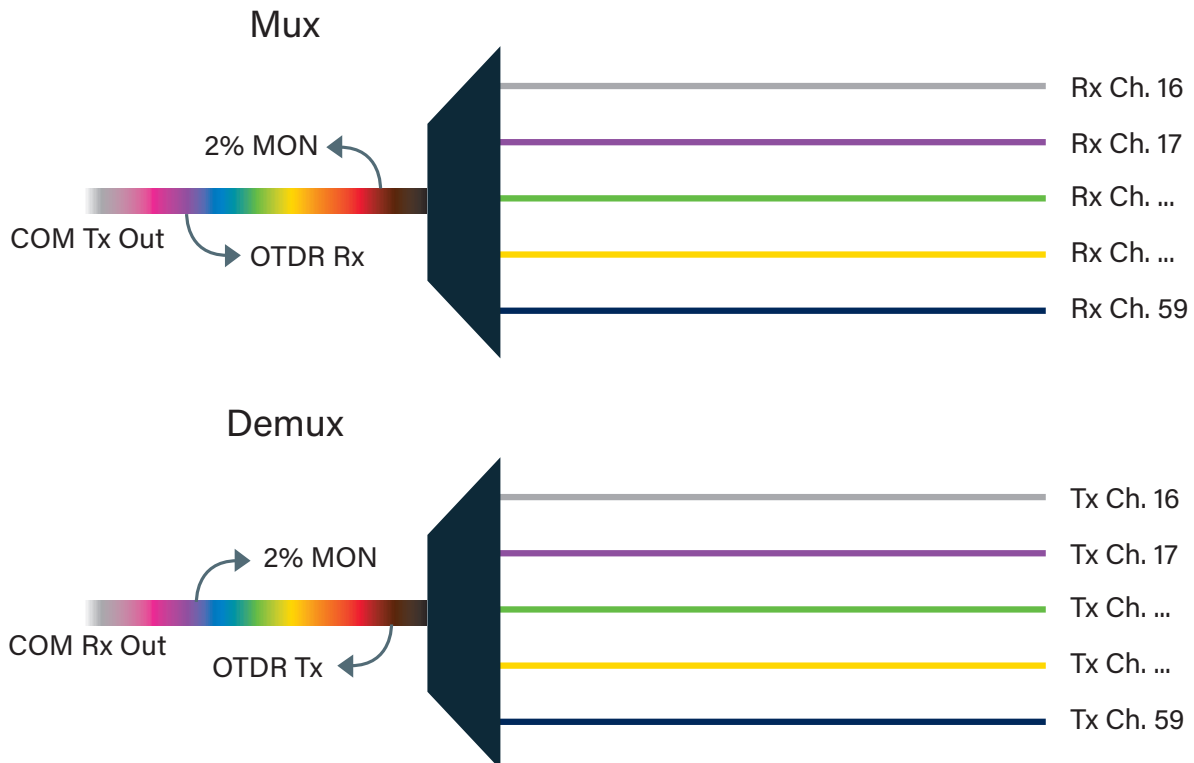 Mux
2% MON
COM Tx Out
OTDR Rx
Rx Ch. 16
Rx Ch. 17
Rx Ch. ...
Rx Ch. ...
Rx Ch. 59
Demux
2% MON
COM Rx Out
OTDR Tx
Tx Ch. 16
Tx Ch. 17
Tx Ch. ...
Tx Ch. ...
Tx Ch. 59